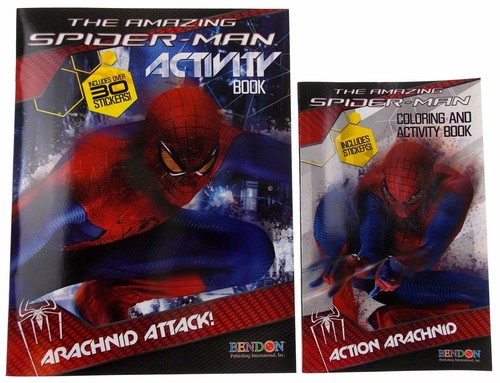 THE AMAZING
SPIDER-MAN
ACTIVITY
BOOK
INCLUDES OVER
30
STICKERS!
ARACHNID ATTACK!
BENDON
Publishing International, Inc.
THE AMAZING
SPIDER-MAN
COLORING AND
ACTIVITY BOOK
INCLUDES
STICKERS!
ACTION ARACHNID
BENDON
Publishing International, Inc.